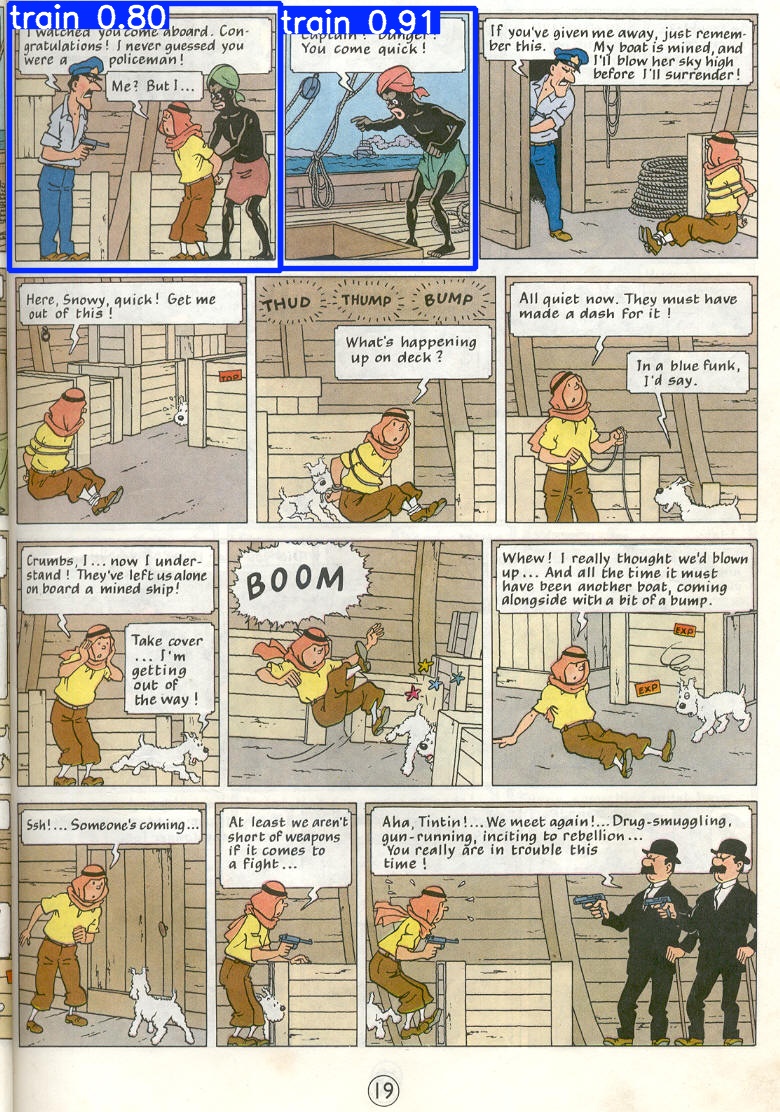 train 0.80
train 0.91
I watched you come aboard. Con-
gratulations! I never guessed you
were a policeman!
Me? But I...
Captain! Danger!
You come quick!
If you've given me away, just remem-
ber this. My boat is mined, and
I'll blow her sky high
before I'll surrender!
Here, Snowy, quick! Get me
out of this!
TOP
THUD THUMP BUMP
What's happening
up on deck?
All quiet now. They must have
made a dash for it!
In a blue funk,
I'd say.
Crumbs, I... now I under-
stand! They've left us alone
on board a mined ship!
Take cover
... I'm
getting
out of
the way!
BOOM
Whew! I really thought we'd blown
up... And all the time it must
have been another boat, coming
alongside with a bit of a bump.
EXP
EXP
Ssh!... Someone's coming...
At least we aren't
short of weapons
if it comes to
a fight...
Aha, Tintin!... We meet again!... Drug-smuggling,
gun-running, inciting to rebellion...
You really are in trouble this
time!
19